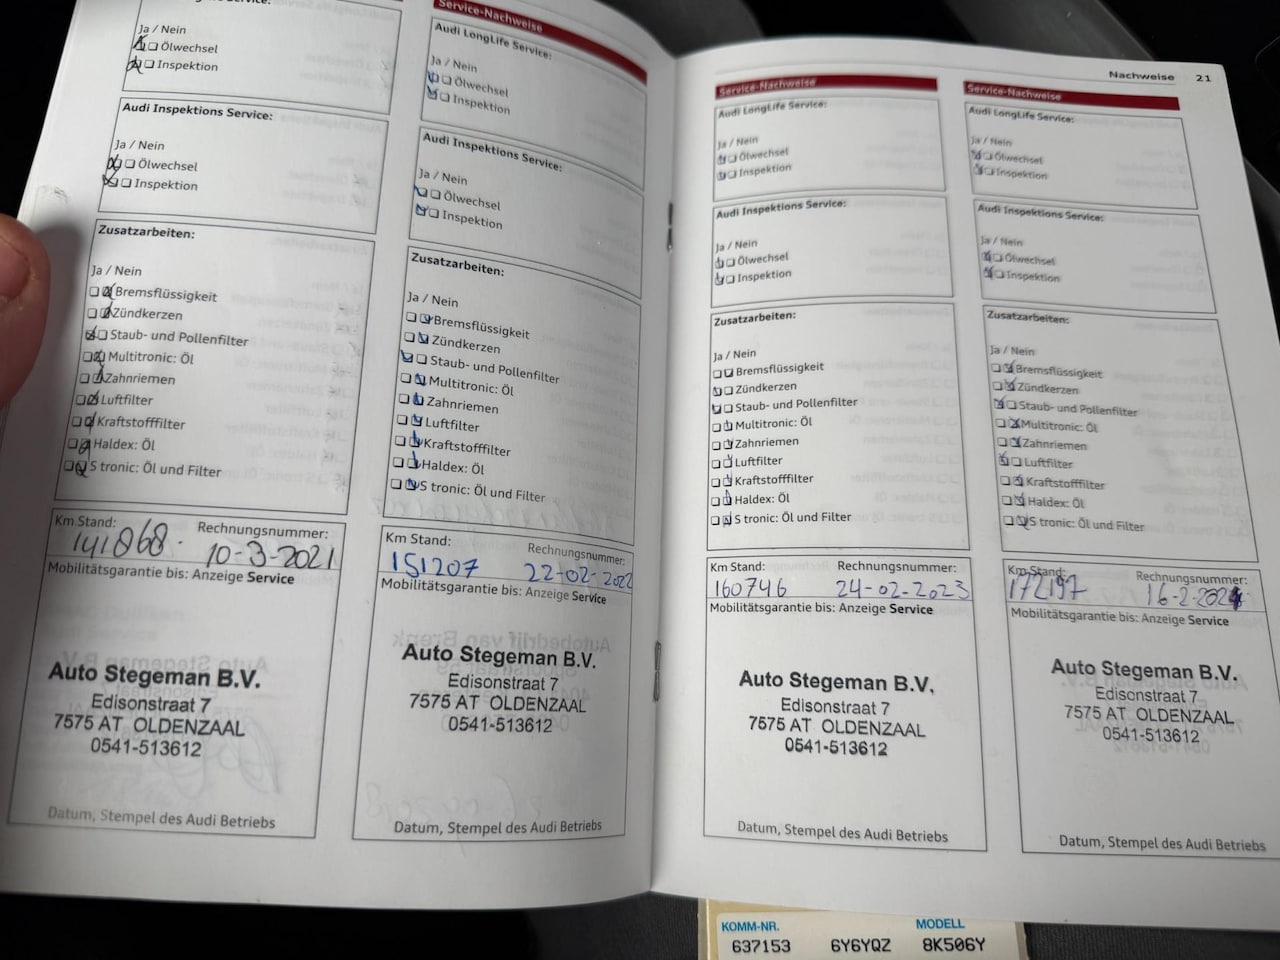 Ja / Nein
Ölwechsel
Inspektion
Audi Inspektions Service:
Ja / Nein
Ölwechsel
Inspektion
Zusatzarbeiten:
Ja / Nein
Bremsflüssigkeit
Zündkerzen
Staub- und Pollenfilter
Multitronic: Öl
Zahnriemen
Luftfilter
Kraftstofffilter
Haldex: Öl
S tronic: Öl und Filter
Km Stand: Rechnungsnummer:
141868 10-3-2021
Mobilitätsgarantie bis: Anzeige Service
Auto Stegeman B.V.
Edisonstraat 7
7575 AT OLDENZAAL
0541-513612
Datum, Stempel des Audi Betriebs
Service-Nachweise
Audi LongLife Service:
Ja / Nein
Ölwechsel
Inspektion
Audi Inspektions Service:
Ja / Nein
Ölwechsel
Inspektion
Zusatzarbeiten:
Ja / Nein
Bremsflüssigkeit
Zündkerzen
Staub- und Pollenfilter
Multitronic: Öl
Zahnriemen
Luftfilter
Kraftstofffilter
Haldex: Öl
S tronic: Öl und Filter
Km Stand: Rechnungsnummer:
151207 22-02-2022
Mobilitätsgarantie bis: Anzeige Service
Auto Stegeman B.V.
Edisonstraat 7
7575 AT OLDENZAAL
0541-513612
Datum, Stempel des Audi Betriebs
Nachweise 21
Service-Nachweise
Audi LongLife Service:
Ja / Nein
Ölwechsel
Inspektion
Audi Inspektions Service:
Ja / Nein
Ölwechsel
Inspektion
Zusatzarbeiten:
Ja / Nein
Bremsflüssigkeit
Zündkerzen
Staub- und Pollenfilter
Multitronic: Öl
Zahnriemen
Luftfilter
Kraftstofffilter
Haldex: Öl
S tronic: Öl und Filter
Km Stand: Rechnungsnummer:
160746 24-02-2023
Mobilitätsgarantie bis: Anzeige Service
Auto Stegeman B.V.
Edisonstraat 7
7575 AT OLDENZAAL
0541-513612
Datum, Stempel des Audi Betriebs
Service-Nachweise
Audi LongLife Service:
Ja / Nein
Ölwechsel
Inspektion
Audi Inspektions Service:
Ja / Nein
Ölwechsel
Inspektion
Zusatzarbeiten:
Ja / Nein
Bremsflüssigkeit
Zündkerzen
Staub- und Pollenfilter
Multitronic: Öl
Zahnriemen
Luftfilter
Kraftstofffilter
Haldex: Öl
S tronic: Öl und Filter
Km Stand: Rechnungsnummer:
172197 16-2-2024
Mobilitätsgarantie bis: Anzeige Service
Auto Stegeman B.V.
Edisonstraat 7
7575 AT OLDENZAAL
0541-513612
Datum, Stempel des Audi Betriebs
KOMM-NR. MODELL
637153 6Y6YQZ 8K506Y